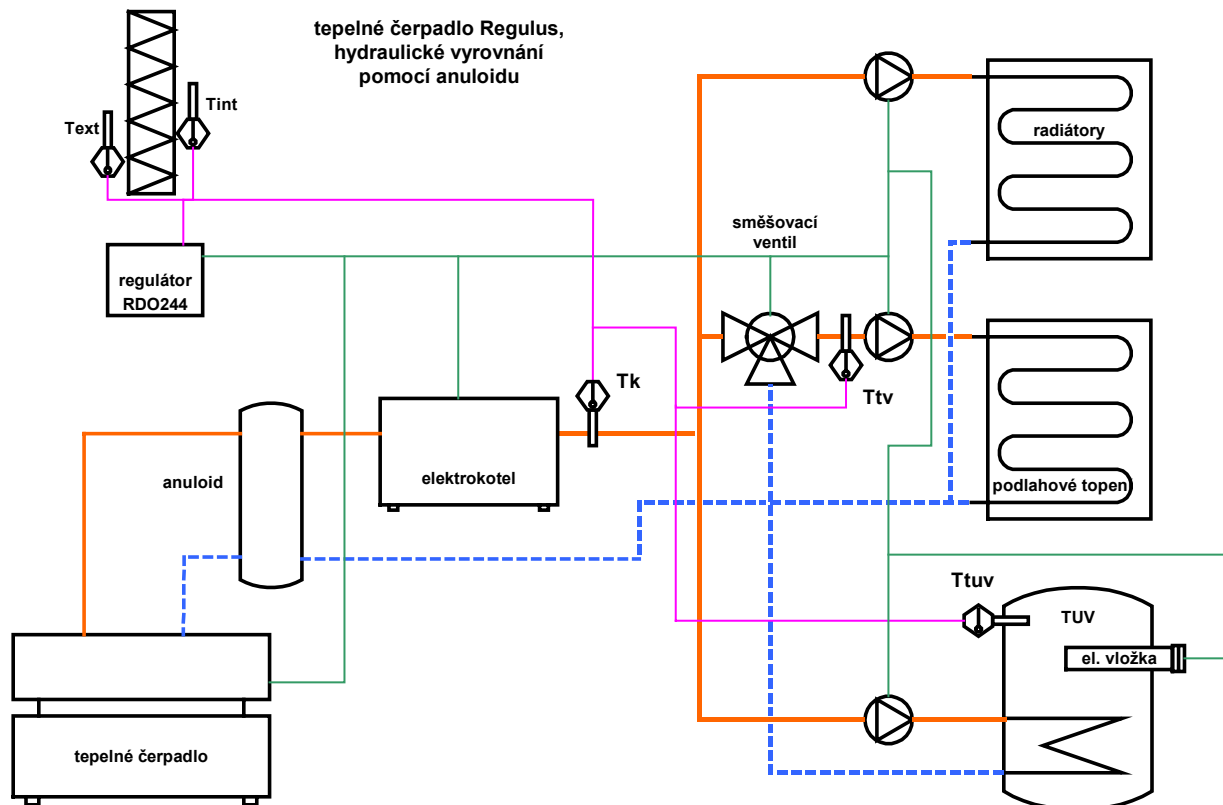 tepelné čerpadlo Regulus,
hydraulické vyrovnání
pomocí anuloidu
Text
Tint
radiátory
směšovací
ventil
regulátor
RDO244
Tk
Ttv
anuloid
elektrokotel
podlahové topen
Ttuv
TUV
el. vložka
tepelné čerpadlo